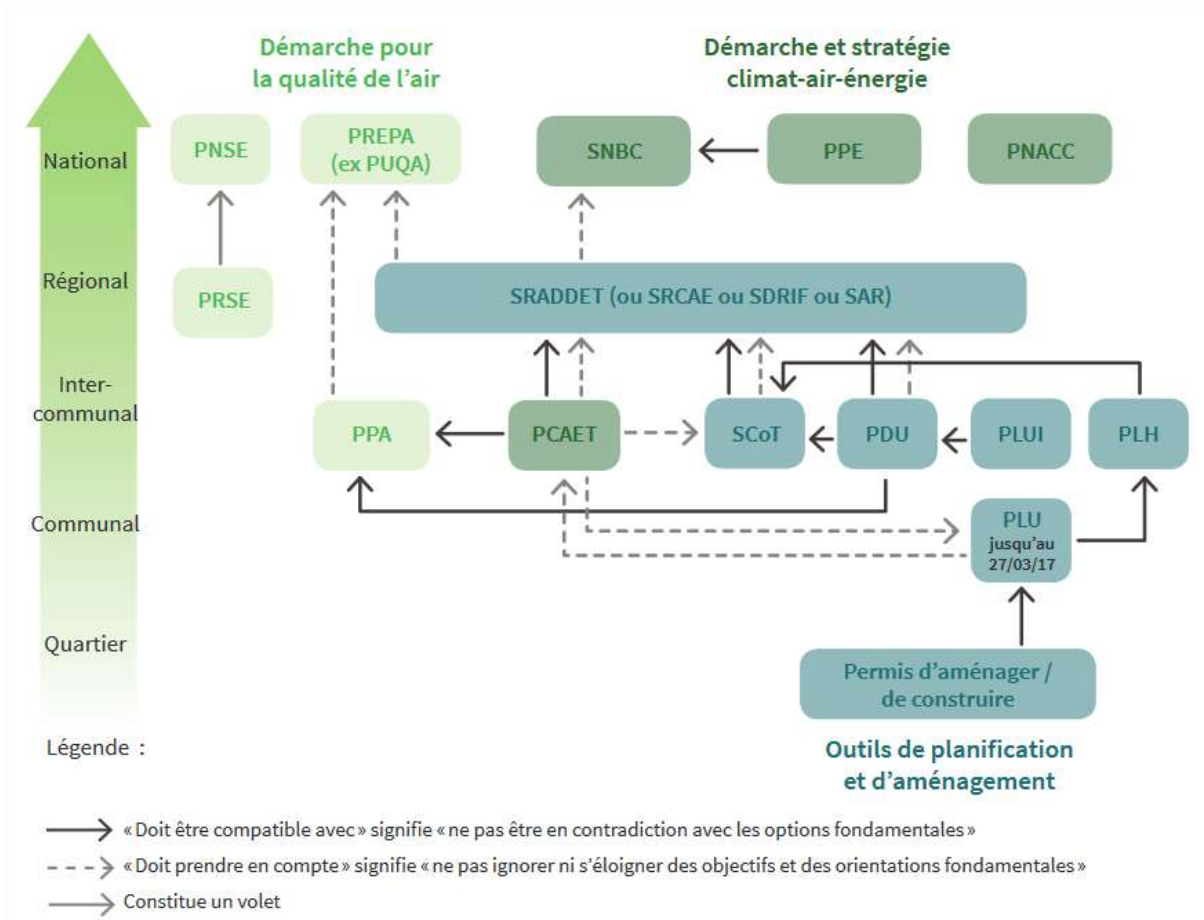 Démarche pour
la qualité de l'air
Démarche et stratégie
climat-air-énergie
National
PNSE
PREPA
(ex PUQA)
SNBC
PPE
PNACC
Régional
PRSE
SRADDET (ou SRCAE ou SDRIF ou SAR)
Inter-
communal
PPA
PCAET
SCoT
PDU
PLUI
PLH
Communal
PLU
jusqu'au
27/03/17
Quartier
Permis d'aménager /
de construire
Légende :
Outils de planification
et d'aménagement
« Doit être compatible avec » signifie « ne pas être en contradiction avec les options fondamentales »
« Doit prendre en compte » signifie « ne pas ignorer ni s'éloigner des objectifs et des orientations fondamentales »
Constitue un volet